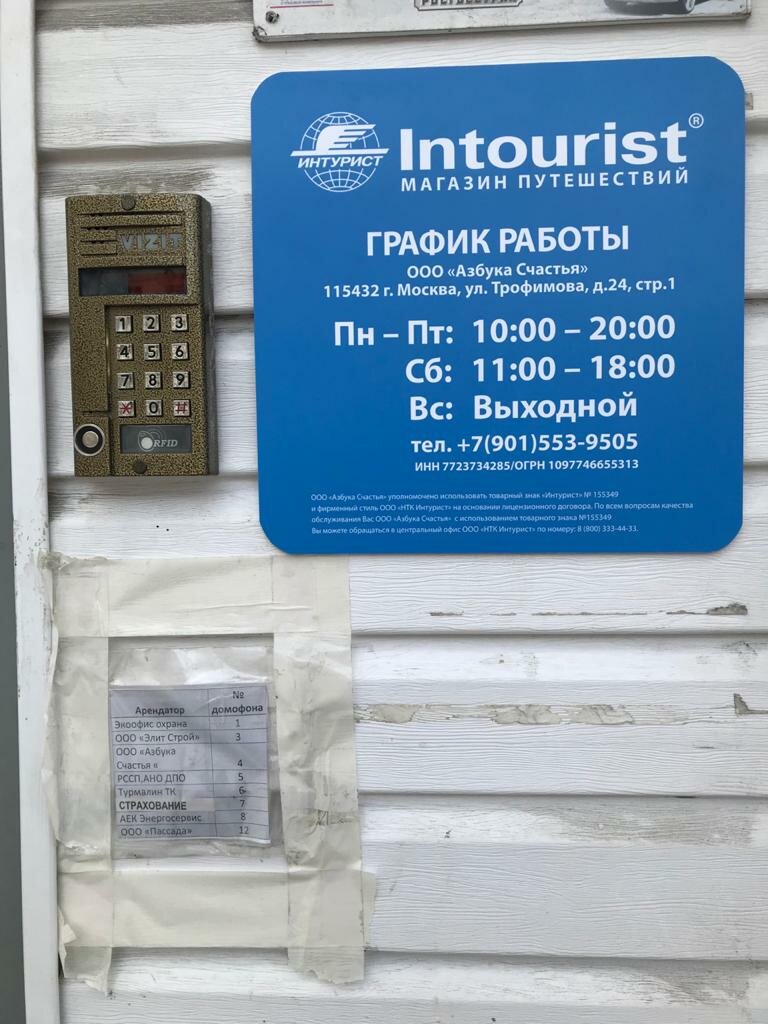 ИНТУРИСТ
Intourist®
МАГАЗИН ПУТЕШЕСТВИЙ
ГРАФИК РАБОТЫ
ООО «Азбука Счастья»
115432 г. Москва, ул. Трофимова, д.24, стр.1
Пн – Пт: 10:00 – 20:00
Сб: 11:00 – 18:00
Вс: Выходной
тел. +7(901)553-9505
ИНН 7723734285/ОГРН 1097746655313
ООО «Азбука Счастья» уполномочено использовать товарный знак «Интурист» № 155349
и фирменный стиль ООО «НТК Интурист» на основании лицензионного договора. По всем вопросам качества
обслуживания Вас ООО «Азбука Счастья» с использованием товарного знака №155349
Вы можете обращаться в центральный офис ООО «НТК Интурист» по номеру: 8 (800) 333-44-33.
VIZIT
1 2 3
4 5 6
7 8 9
* 0 #
RFID
Арендатор № домофона
Экоофис охрана 1
ООО «Элит Строй» 3
ООО «Азбука
Счастья « 4
РССП,АНО ДПО 5
Турмалин ТК 6
СТРАХОВАНИЕ 7
АЕК Энергосервис 8
ООО «Пассада» 12